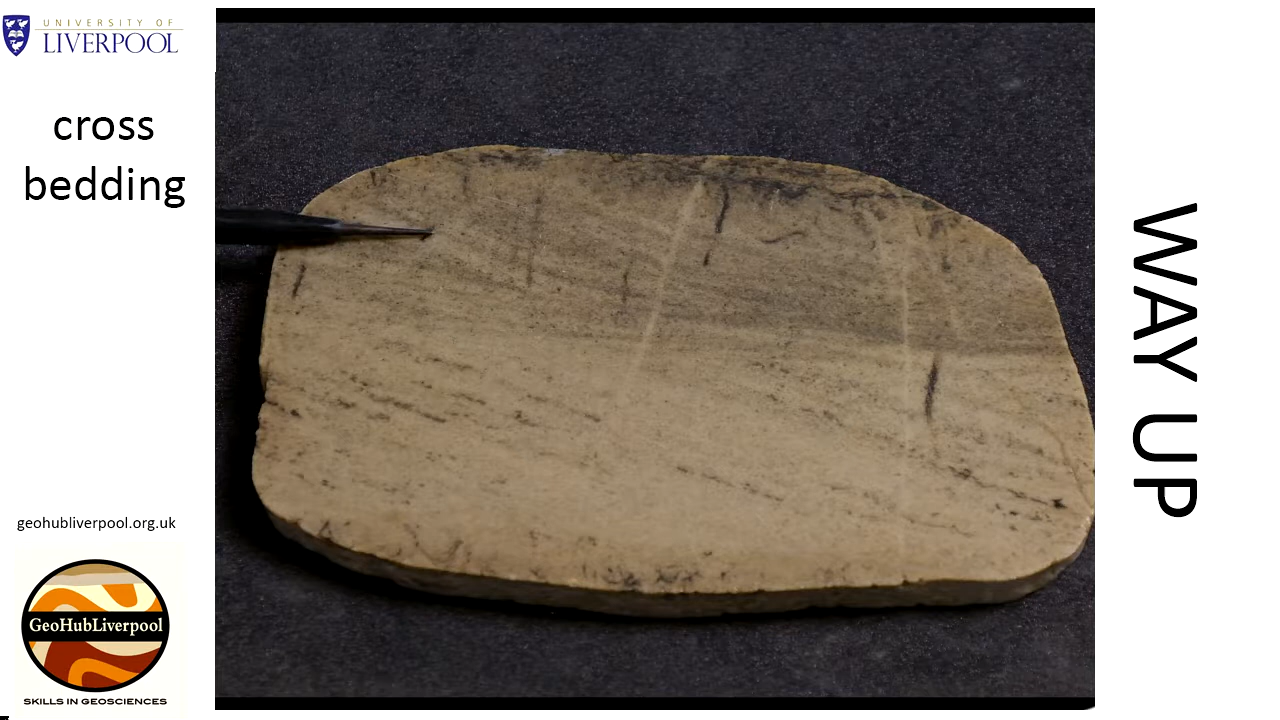 UNIVERSITY OF
LIVERPOOL
cross
bedding
WAY UP
geohubliverpool.org.uk
GeoHubLiverpool
SKILLS IN GEOSCIENCES